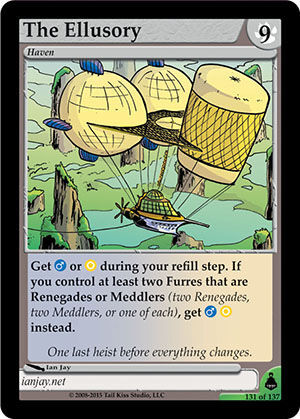 The Ellusory 9
Haven
Get or during your refill step. If
you control at least two Furres that
are Renegades or Meddlers (two Renegades,
two Meddlers, or one of each), get
instead.
One last heist before everything changes.
Ian Jay
ianjay.net
© 2008-2015 Tail Kiss Studio, LLC
131 of 137